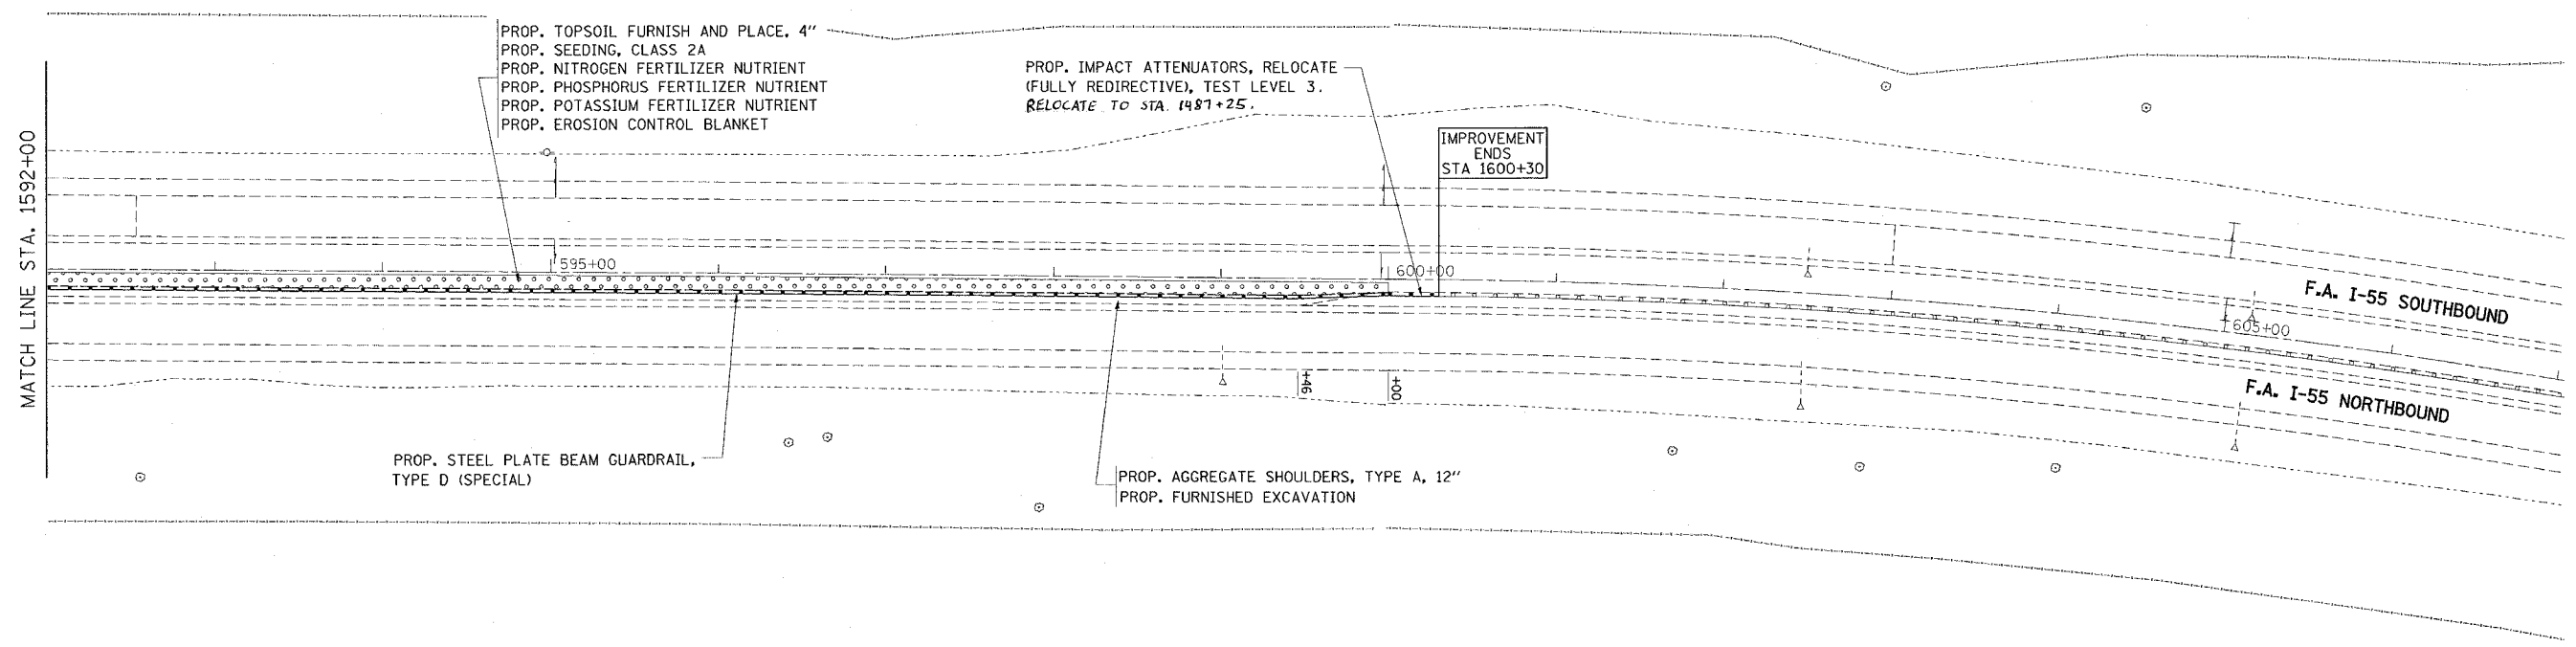 PROP. TOPSOIL FURNISH AND PLACE, 4"
PROP. SEEDING, CLASS 2A
PROP. NITROGEN FERTILIZER NUTRIENT
PROP. PHOSPHORUS FERTILIZER NUTRIENT
PROP. POTASSIUM FERTILIZER NUTRIENT
PROP. EROSION CONTROL BLANKET
PROP. IMPACT ATTENUATORS, RELOCATE
(FULLY REDIRECTIVE), TEST LEVEL 3.
RELOCATE TO STA. 1487+25.
IMPROVEMENT
ENDS
STA 1600+30
MATCH LINE STA. 1592+00
595+00
600+00
605+00
F.A. I-55 SOUTHBOUND
F.A. I-55 NORTHBOUND
+46
+00
PROP. STEEL PLATE BEAM GUARDRAIL,
TYPE D (SPECIAL)
PROP. AGGREGATE SHOULDERS, TYPE A, 12"
PROP. FURNISHED EXCAVATION